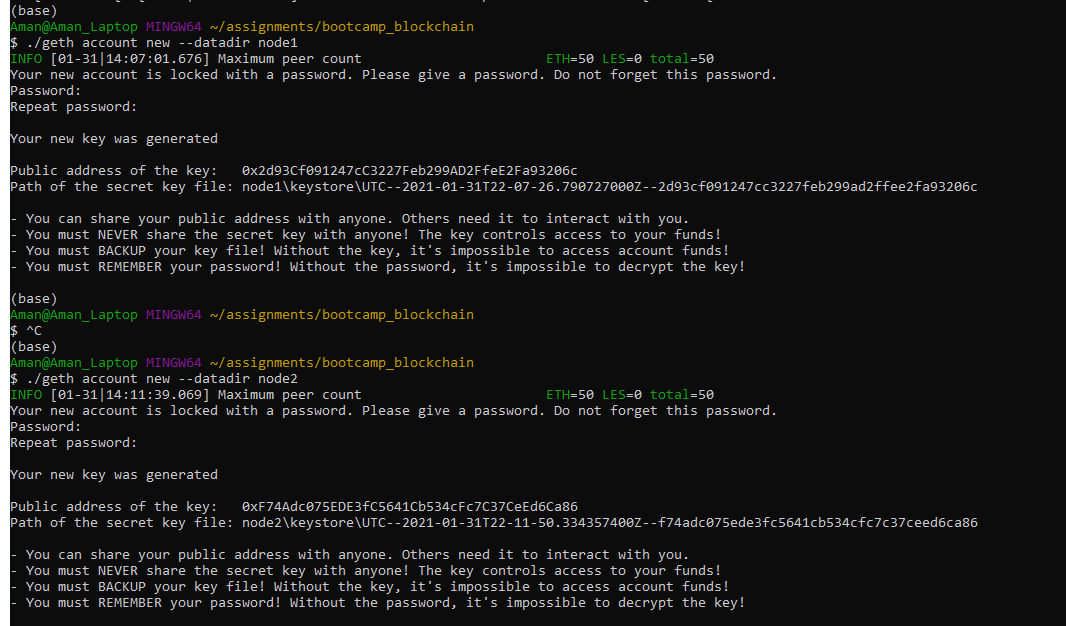 (base)
Aman@Aman_Laptop MINGW64 ~/assignments/bootcamp_blockchain
$ ./geth account new --datadir node1
INFO [01-31|14:07:01.676] Maximum peer count                       ETH=50 LES=0 total=50
Your new account is locked with a password. Please give a password. Do not forget this password.
Password:
Repeat password:

Your new key was generated

Public address of the key:   0x2d93Cf091247cC3227Feb299AD2FfeE2Fa93206c
Path of the secret key file: node1\keystore\UTC--2021-01-31T22-07-26.790727000Z--2d93cf091247cc3227feb299ad2ffee2fa93206c

- You can share your public address with anyone. Others need it to interact with you.
- You must NEVER share the secret key with anyone! The key controls access to your funds!
- You must BACKUP your key file! Without the key, it's impossible to access account funds!
- You must REMEMBER your password! Without the password, it's impossible to decrypt the key!

(base)
Aman@Aman_Laptop MINGW64 ~/assignments/bootcamp_blockchain
$ ^C
(base)
Aman@Aman_Laptop MINGW64 ~/assignments/bootcamp_blockchain
$ ./geth account new --datadir node2
INFO [01-31|14:11:39.069] Maximum peer count                       ETH=50 LES=0 total=50
Your new account is locked with a password. Please give a password. Do not forget this password.
Password:
Repeat password:

Your new key was generated

Public address of the key:   0xF74Adc075EDE3fC5641Cb534cFc7C37CeEd6Ca86
Path of the secret key file: node2\keystore\UTC--2021-01-31T22-11-50.334357400Z--f74adc075ede3fc5641cb534cfc7c37ceed6ca86

- You can share your public address with anyone. Others need it to interact with you.
- You must NEVER share the secret key with anyone! The key controls access to your funds!
- You must BACKUP your key file! Without the key, it's impossible to access account funds!
- You must REMEMBER your password! Without the password, it's impossible to decrypt the key!